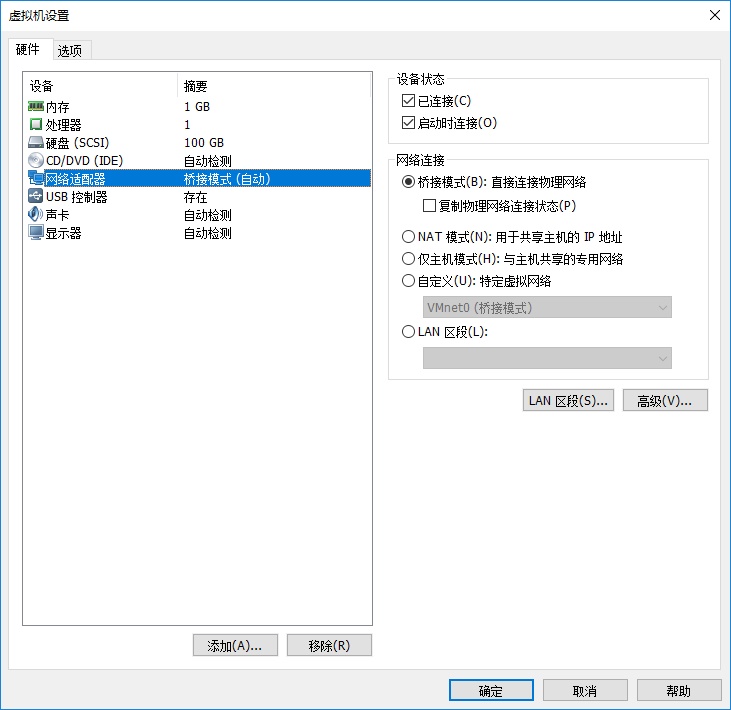 虚拟机设置
硬件 选项
设备 摘要
内存 1 GB
处理器 1
硬盘 (SCSI) 100 GB
CD/DVD (IDE) 自动检测
网络适配器 桥接模式 (自动)
USB 控制器 存在
声卡 自动检测
显示器 自动检测
添加(A)... 移除(R)
设备状态
已连接(C)
启动时连接(O)
网络连接
桥接模式(B): 直接连接物理网络
复制物理网络连接状态(P)
NAT 模式(N): 用于共享主机的 IP 地址
仅主机模式(H): 与主机共享的专用网络
自定义(U): 特定虚拟网络
VMnet0 (桥接模式)
LAN 区段(L):
LAN 区段(S)... 高级(V)...
确定 取消 帮助